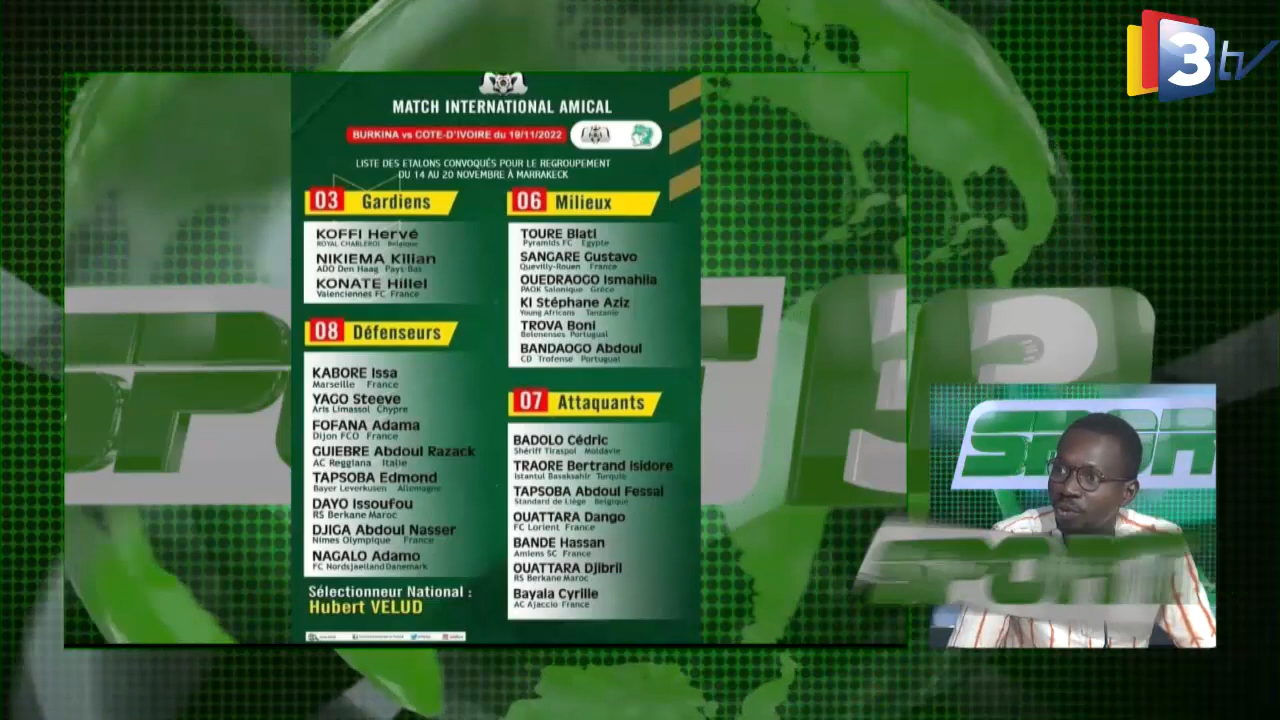 3tv
MATCH INTERNATIONAL AMICAL
BURKINA vs COTE-D'IVOIRE du 19/11/2022
LISTE DES ETALONS CONVOQUÉS POUR LE REGROUPEMENT
DU 14 AU 20 NOVEMBRE À MARRAKECK
03 Gardiens
KOFFI Hervé
ROYAL CHARLEROI Belgique
NIKIEMA Kilian
ADO Den Haag Pays-Bas
KONATE Hillel
Valenciennes FC France
08 Défenseurs
KABORE Issa
Marseille France
YAGO Steeve
Aris Limassol Chypre
FOFANA Adama
Dijon FCO France
GUIEBRE Abdoul Razack
AC Reggiana Italie
TAPSOBA Edmond
Bayer Leverkusen Allemagne
DAYO Issoufou
RS Berkane Maroc
DJIGA Abdoul Nasser
Nimes Olympique France
NAGALO Adamo
FC Nordsjaelland Danemark
Sélectionneur National :
Hubert VELUD
06 Milieux
TOURE Blati
Pyramids FC Egypte
SANGARE Gustavo
Quevilly-Rouen France
OUEDRAOGO Ismahila
PAOK Salonique Grèce
KI Stéphane Aziz
Young Africans Tanzanie
TROVA Boni
Belenenses Portugual
BANDAOGO Abdoul
CD Trofense Portuguel
07 Attaquants
BADOLO Cédric
Shériff Tiraspol Moldavie
TRAORE Bertrand Isidore
Istantul Basaksahir Turquie
TAPSOBA Abdoul Fessal
Standard de Liège Belgique
OUATTARA Dango
FC Lorient France
BANDE Hassan
Amiens SC France
OUATTARA Djibril
RS Berkane Maroc
Bayala Cyrille
AC Ajaccio France